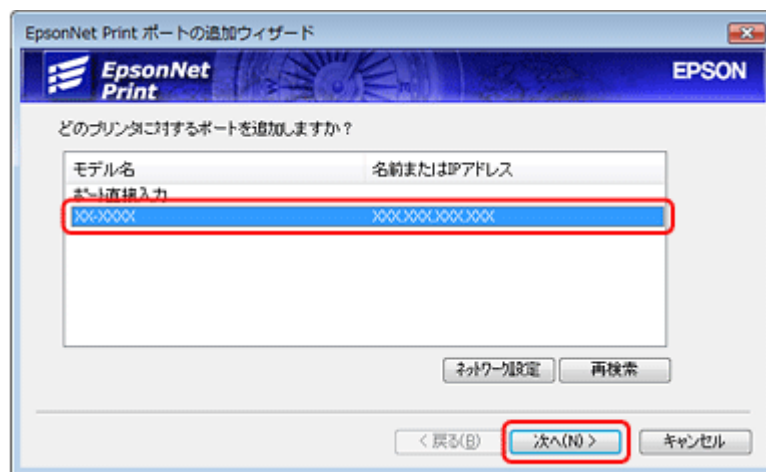 EpsonNet Print ポートの追加ウィザード
EpsonNet
Print
EPSON
どのプリンタに対するポートを追加しますか？
モデル名 名前またはIPアドレス
ポート直接入力
XX-XXXX XXX.XXX.XXX.XXX
ネットワーク設定 再検索
< 戻る(B) 次へ(N) > キャンセル